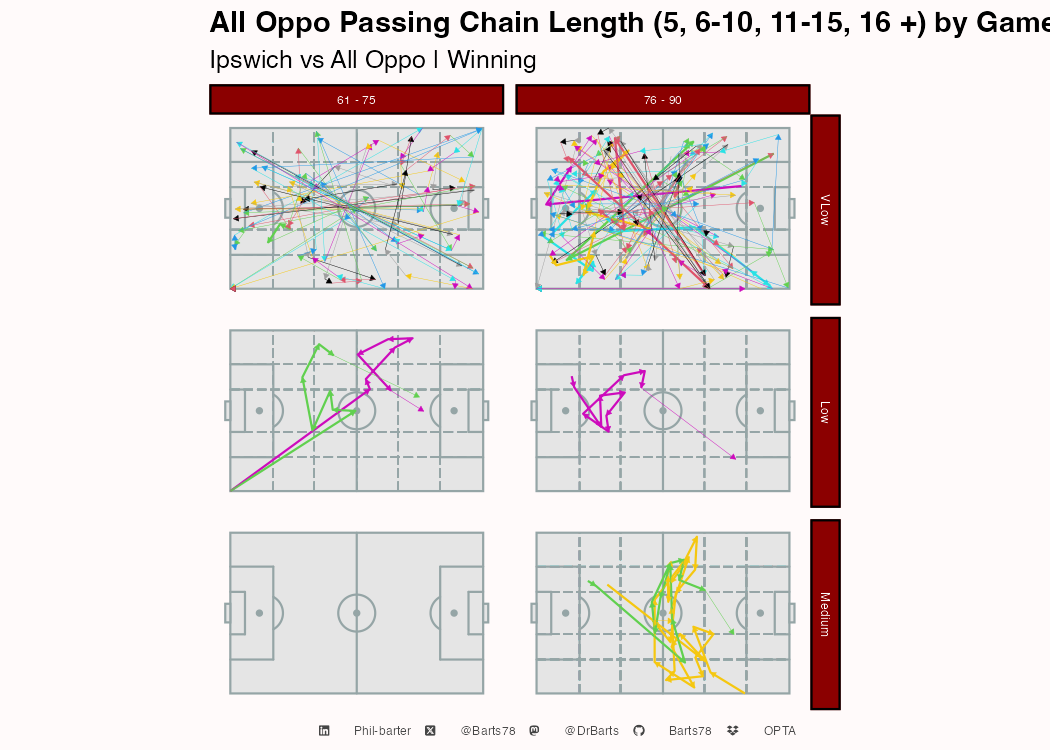 All Oppo Passing Chain Length (5, 6-10, 11-15, 16 +) by Game
Ipswich vs All Oppo | Winning
61 - 75
76 - 90
VLow
Low
Medium
Phil-barter @Barts78 @DrBarts Barts78 OPTA